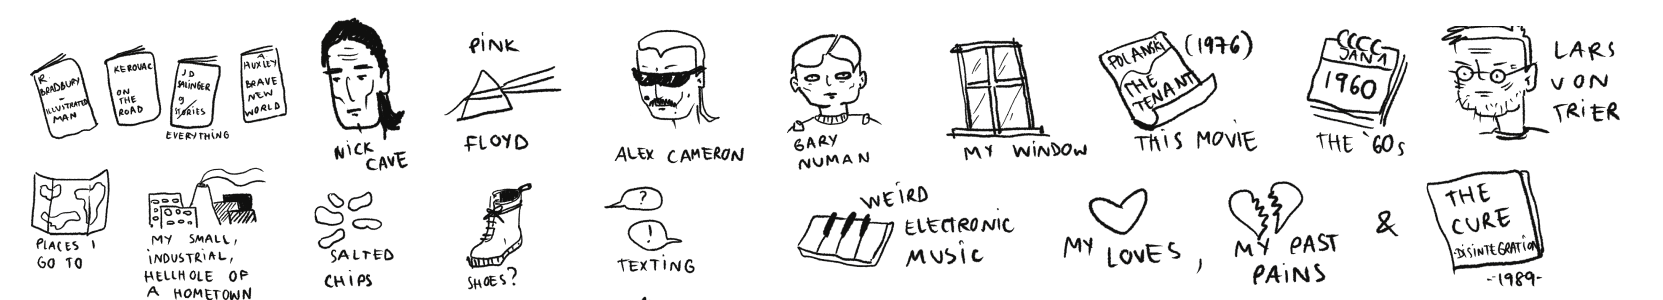 R.
BRADBURY
-
ILLUSTRATED
MAN
KEROUAC
ON
THE
ROAD
JD
SALINGER
9
STORIES
EVERYTHING
HUXLEY
BRAVE
NEW
WORLD
NICK
CAVE
PINK
FLOYD
ALEX CAMERON
GARY
NUMAN
MY WINDOW
POLANSKI
THE
TENANT
(1976)
THIS MOVIE
JAN 1
1960
THE '60s
LARS
VON
TRIER
PLACES I
GO TO
MY SMALL,
INDUSTRIAL,
HELLHOLE OF
A HOMETOWN
SALTED
CHIPS
SHOES?
?
!
TEXTING
WEIRD
ELECTRONIC
MUSIC
MY LOVES,
MY PAST
PAINS
&
THE
CURE
DISINTEGRATION
-1989-